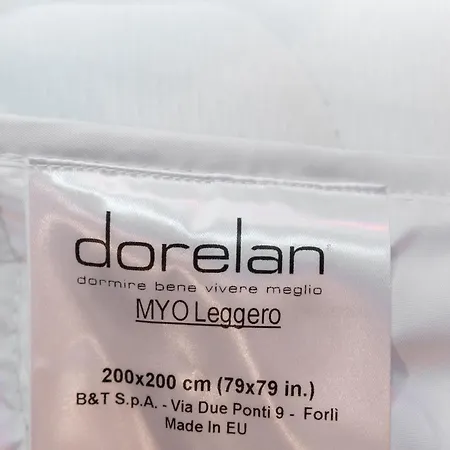 dorelan
dormire bene vivere meglio
MYO Leggero
200x200 cm (79x79 in.)
B&T S.p.A. - Via Due Ponti 9 - Forlì
Made In EU